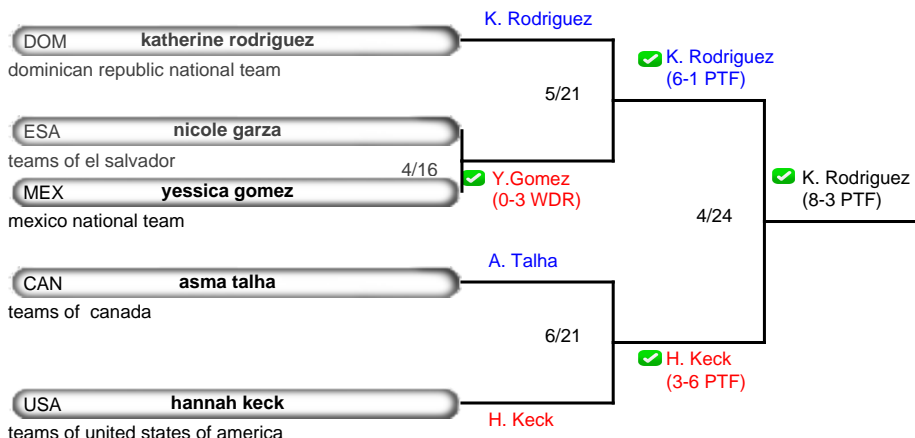 K. Rodriguez
DOM katherine rodriguez
dominican republic national team
K. Rodriguez
(6-1 PTF)
5/21
ESA nicole garza
teams of el salvador
4/16
Y.Gomez
(0-3 WDR)
MEX yessica gomez
mexico national team
K. Rodriguez
(8-3 PTF)
4/24
A. Talha
CAN asma talha
teams of  canada
6/21
H. Keck
(3-6 PTF)
USA hannah keck
H. Keck
teams of united states of america